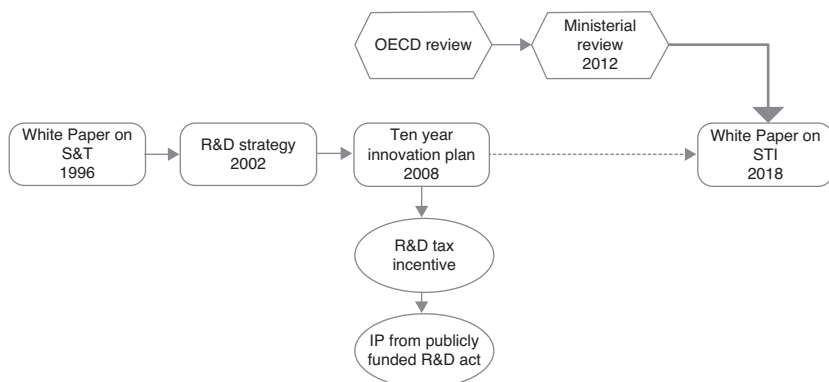 OECD review
Ministerial
review
2012
White Paper on
S&T
1996
R&D strategy
2002
Ten year
innovation plan
2008
White Paper on
STI
2018
R&D tax
incentive
IP from publicly
funded R&D act